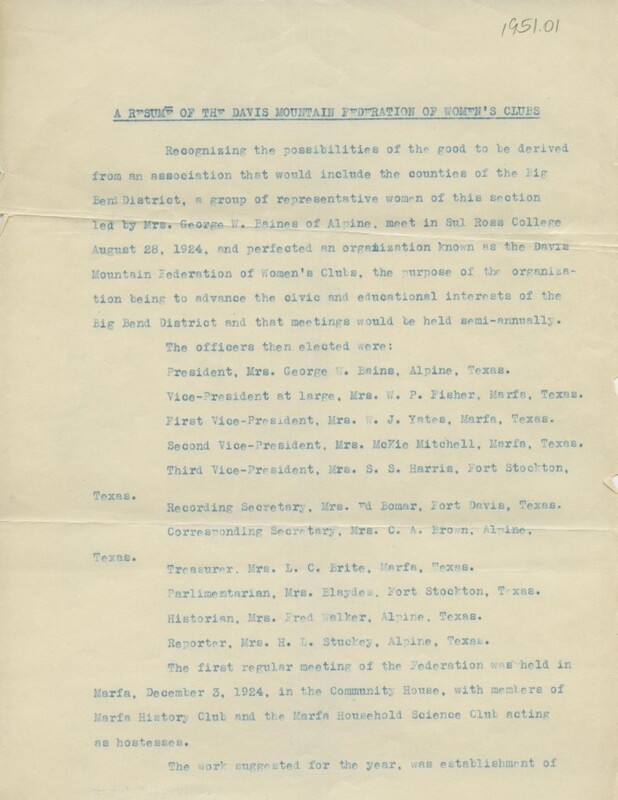 1951.01
A RESUME OF THE DAVIS MOUNTAIN FEDERATION OF WOMEN'S CLUBS
Recognizing the possibilities of the good to be derived
from an association that would include the counties of the Big
Bend District, a group of representative women of this section
led by Mrs. George W. Baines of Alpine, meet in Sul Ross College
August 28, 1924, and perfected an organization known as the Davis
Mountain Federation of Women's Clubs, the purpose of the organiza-
tion being to advance the civic and educational interests of the
Big Bend District and that meetings would be held semi-annually.
The officers then elected were:
President, Mrs. George W. Bains, Alpine, Texas.
Vice-President at large, Mrs. W. P. Fisher, Marfa, Texas.
First Vice-President, Mrs. W. J. Yates, Marfa, Texas.
Second Vice-President, Mrs. McKie Mitchell, Marfa, Texas.
Third Vice-President, Mrs. S. S. Harris, Fort Stockton,
Texas.
Recording Secretary, Mrs. Ed Bomar, Fort Davis, Texas.
Corresponding Secretary, Mrs. C. A. Brown, Alpine,
Texas.
Treasurer, Mrs. L. C. Brite, Marfa, Texas.
Parlimentarian, Mrs. Blaydes, Fort Stockton, Texas.
Historian, Mrs. Fred Walker, Alpine, Texas.
Reporter, Mrs. H. L. Stuckey, Alpine, Texas.
The first regular meeting of the Federation was held in
Marfa, December 3, 1924, in the Community House, with members of
Marfa History Club and the Marfa Household Science Club acting
as hostesses.
The work suggested for the year, was establishment of